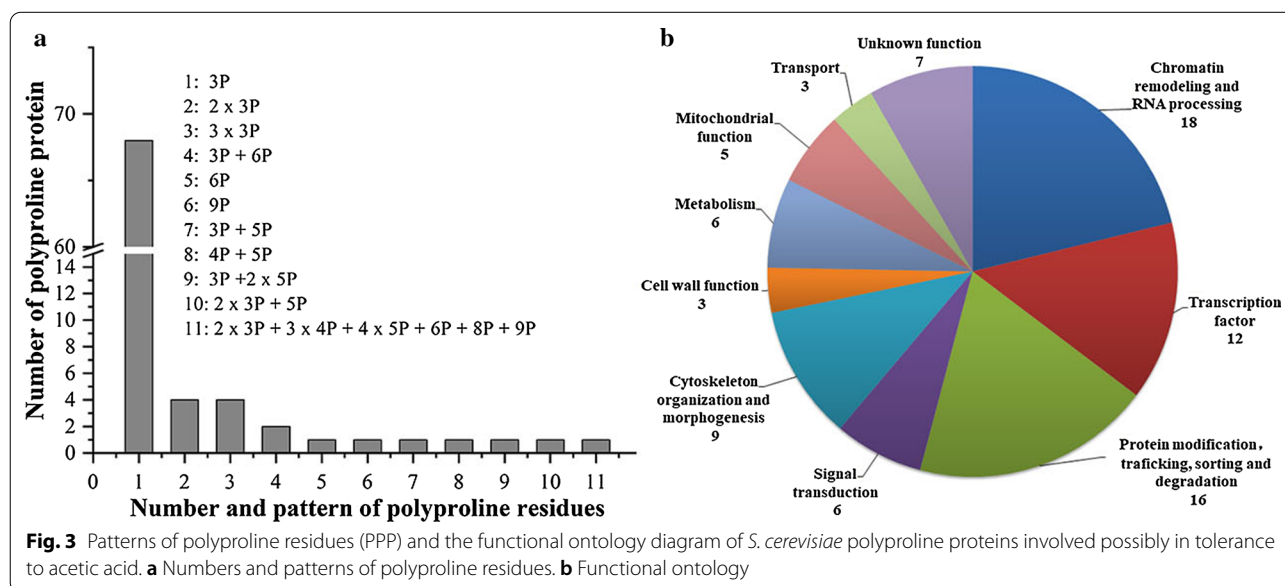 a
Number of polyproline protein
70
60
14
12
10
8
6
4
2
0
0 1 2 3 4 5 6 7 8 9 10 11
Number and pattern of polyproline residues
1: 3P
2: 2 x 3P
3: 3 x 3P
4: 3P + 6P
5: 6P
6: 9P
7: 3P + 5P
8: 4P + 5P
9: 3P +2 x 5P
10: 2 x 3P + 5P
11: 2 x 3P + 3 x 4P + 4 x 5P + 6P + 8P + 9P
b
Unknown function
7
Chromatin
remodeling and
RNA processing
18
Transcription
factor
12
Protein modification,
traficking, sorting and
degradation
16
Signal
transduction
6
Cytoskeleton
organization and
morphogenesis
9
Cell wall function
3
Metabolism
6
Mitochondrial
function
5
Transport
3
Fig. 3 Patterns of polyproline residues (PPP) and the functional ontology diagram of S. cerevisiae polyproline proteins involved possibly in tolerance
to acetic acid. a Numbers and patterns of polyproline residues. b Functional ontology